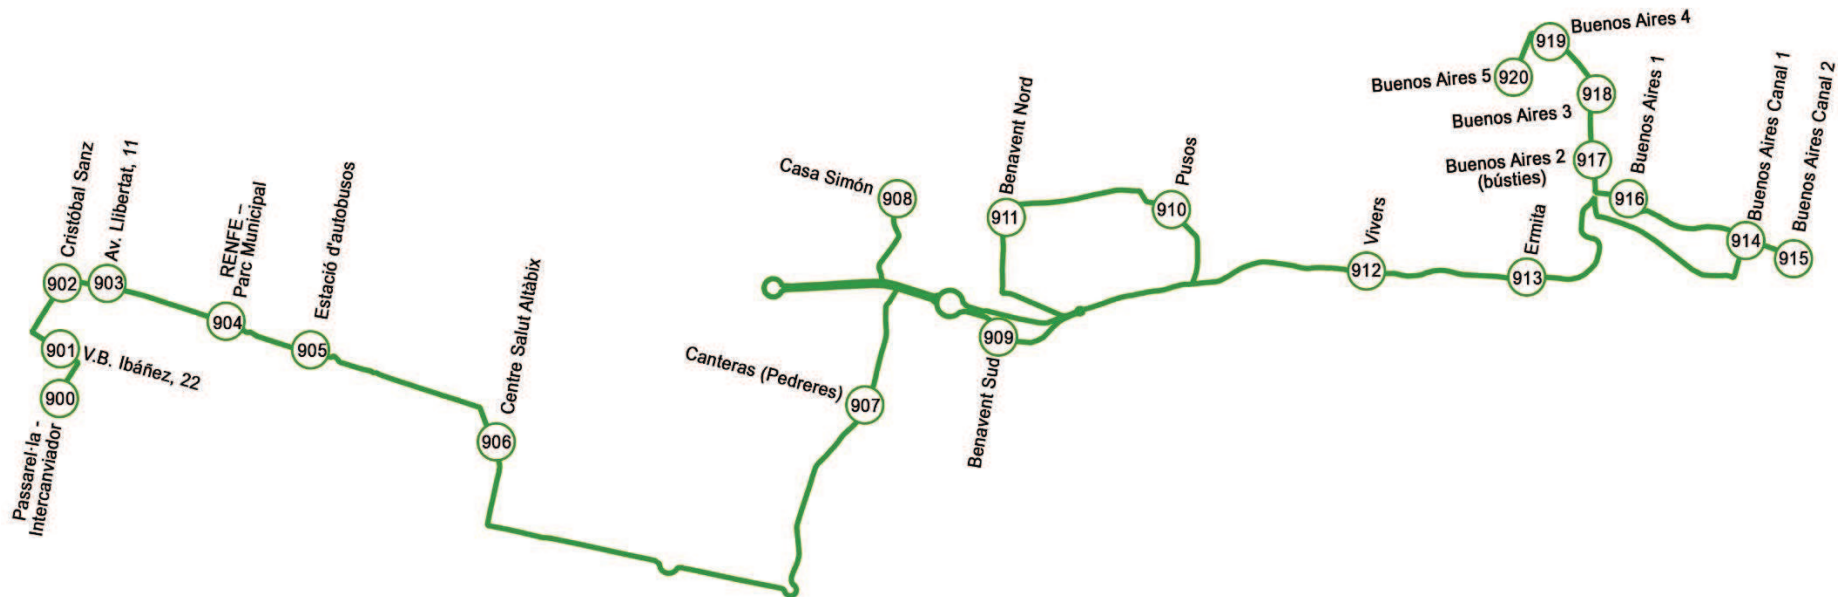 Passarel·la -
Intercanviador
900
901
V.B. Ibáñez, 22
902
Cristóbal Sanz
903
Av. Llibertat, 11
904
RENFE –
Parc Municipal
905
Estació d'autobusos
906
Centre Salut Altàbix
Canteras (Pedreres)
907
Casa Simón
908
909
Benavent Sud
910
Pusos
911
Benavent Nord
912
Vivers
913
Ermita
914
Buenos Aires Canal 1
915
Buenos Aires Canal 2
916
Buenos Aires 1
Buenos Aires 2
(bústies)
917
Buenos Aires 3
918
919
Buenos Aires 4
Buenos Aires 5
920